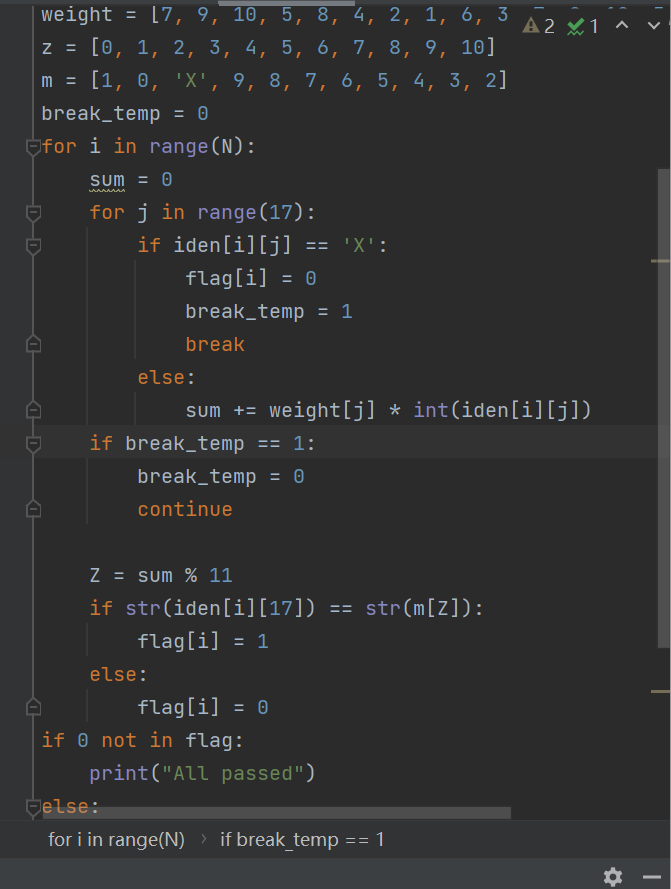 weight = [7, 9, 10, 5, 8, 4, 2, 1, 6, 3
2 1
z = [0, 1, 2, 3, 4, 5, 6, 7, 8, 9, 10]
m = [1, 0, 'X', 9, 8, 7, 6, 5, 4, 3, 2]
break_temp = 0
for i in range(N):
sum = 0
for j in range(17):
if iden[i][j] == 'X':
flag[i] = 0
break_temp = 1
break
else:
sum += weight[j] * int(iden[i][j])
if break_temp == 1:
break_temp = 0
continue
Z = sum % 11
if str(iden[i][17]) == str(m[Z]):
flag[i] = 1
else:
flag[i] = 0
if 0 not in flag:
print("All passed")
else:
for i in range(N) › if break_temp == 1